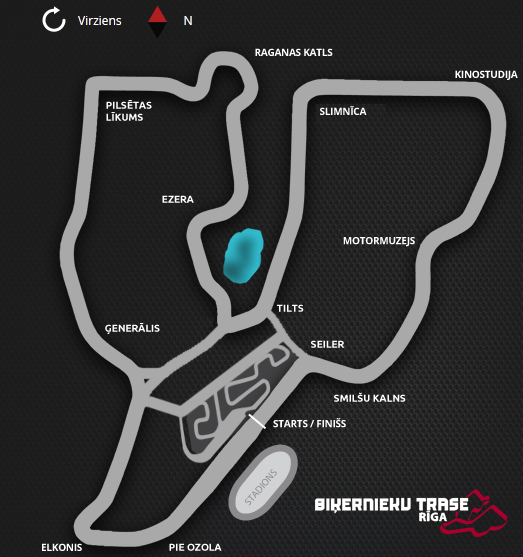 Virziens
N
RAGANAS KATLS
KINOSTUDIJA
PILSĒTAS
LĪKUMS
SLIMNĪCA
EZERA
MOTORMUZEJS
TILTS
ĢENERĀLIS
SEILER
SMILŠU KALNS
STARTS / FINIŠS
STADIONS
BIĶERNIEKU TRASE
RĪGA
ELKONIS
PIE OZOLA